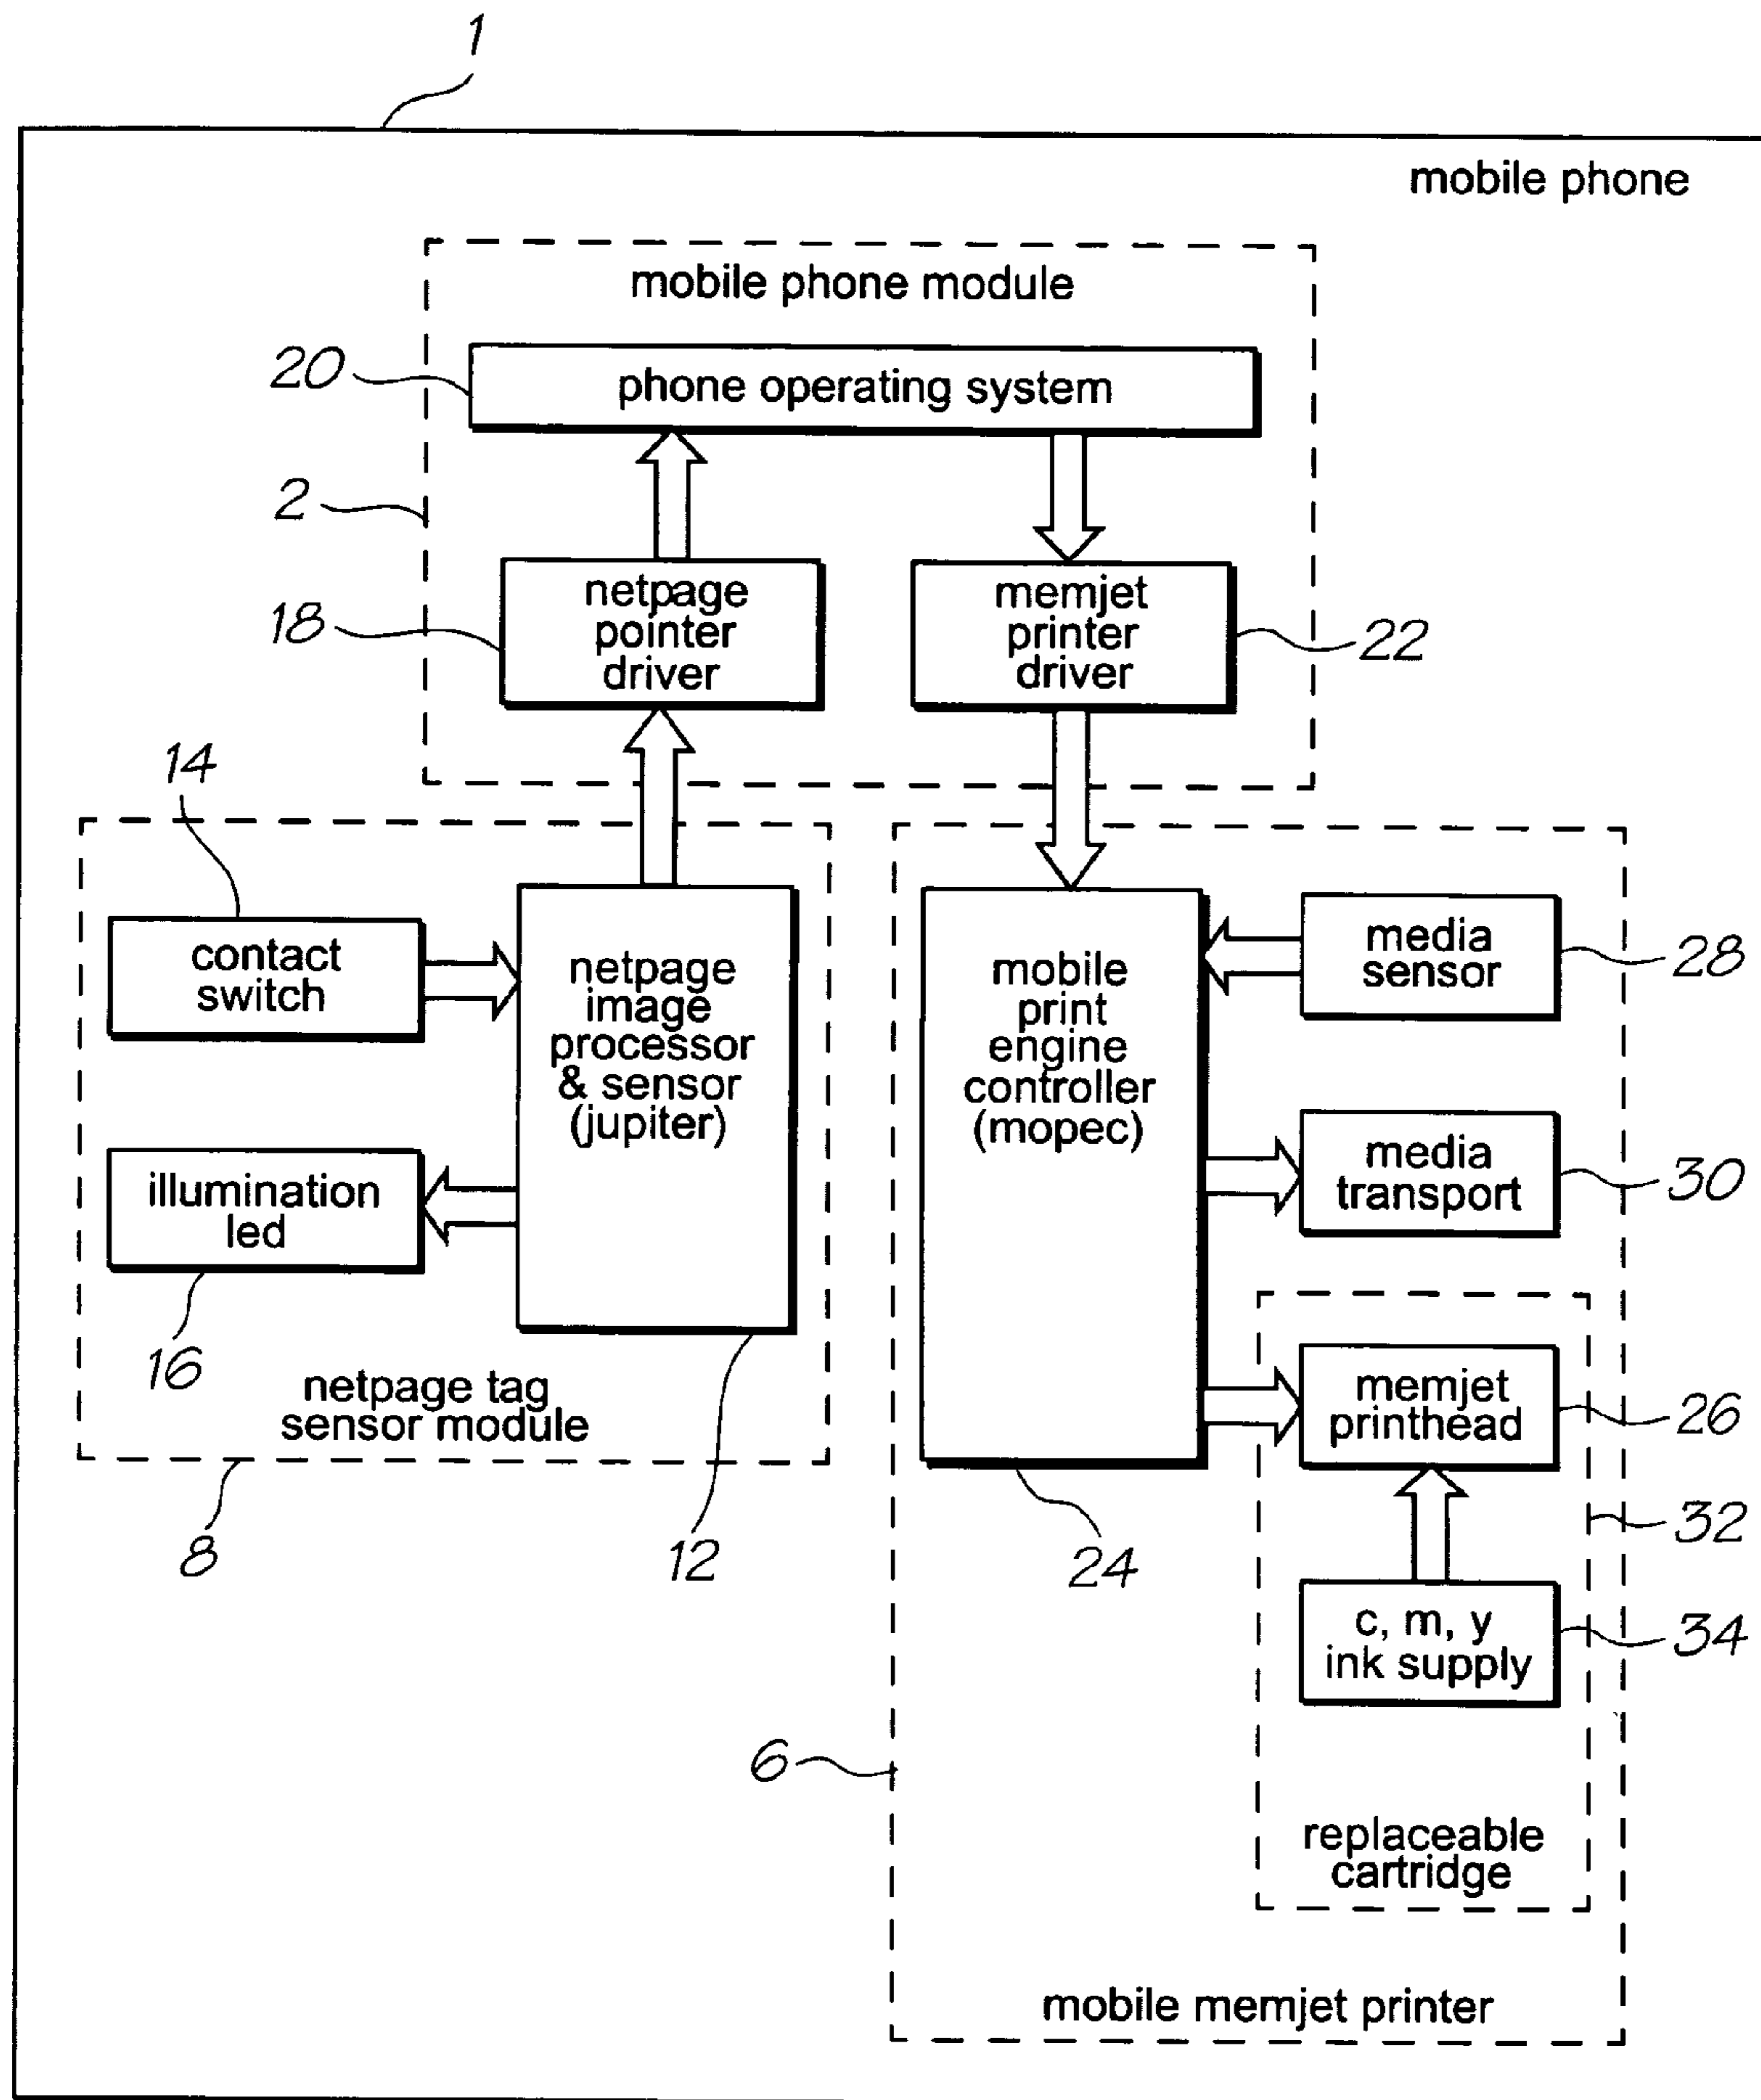 1
mobile phone
mobile phone module
20
phone operating system
2
18
netpage
pointer
driver
memjet
printer
driver
22
14
contact
switch
netpage
image
processor
& sensor
(jupiter)
illumination
led
16
netpage tag
sensor module
8
12
mobile
print
engine
controller
(mopec)
media
sensor
28
media
transport
30
memjet
printhead
26
32
24
c, m, y
ink supply
34
6
replaceable
cartridge
mobile memjet printer